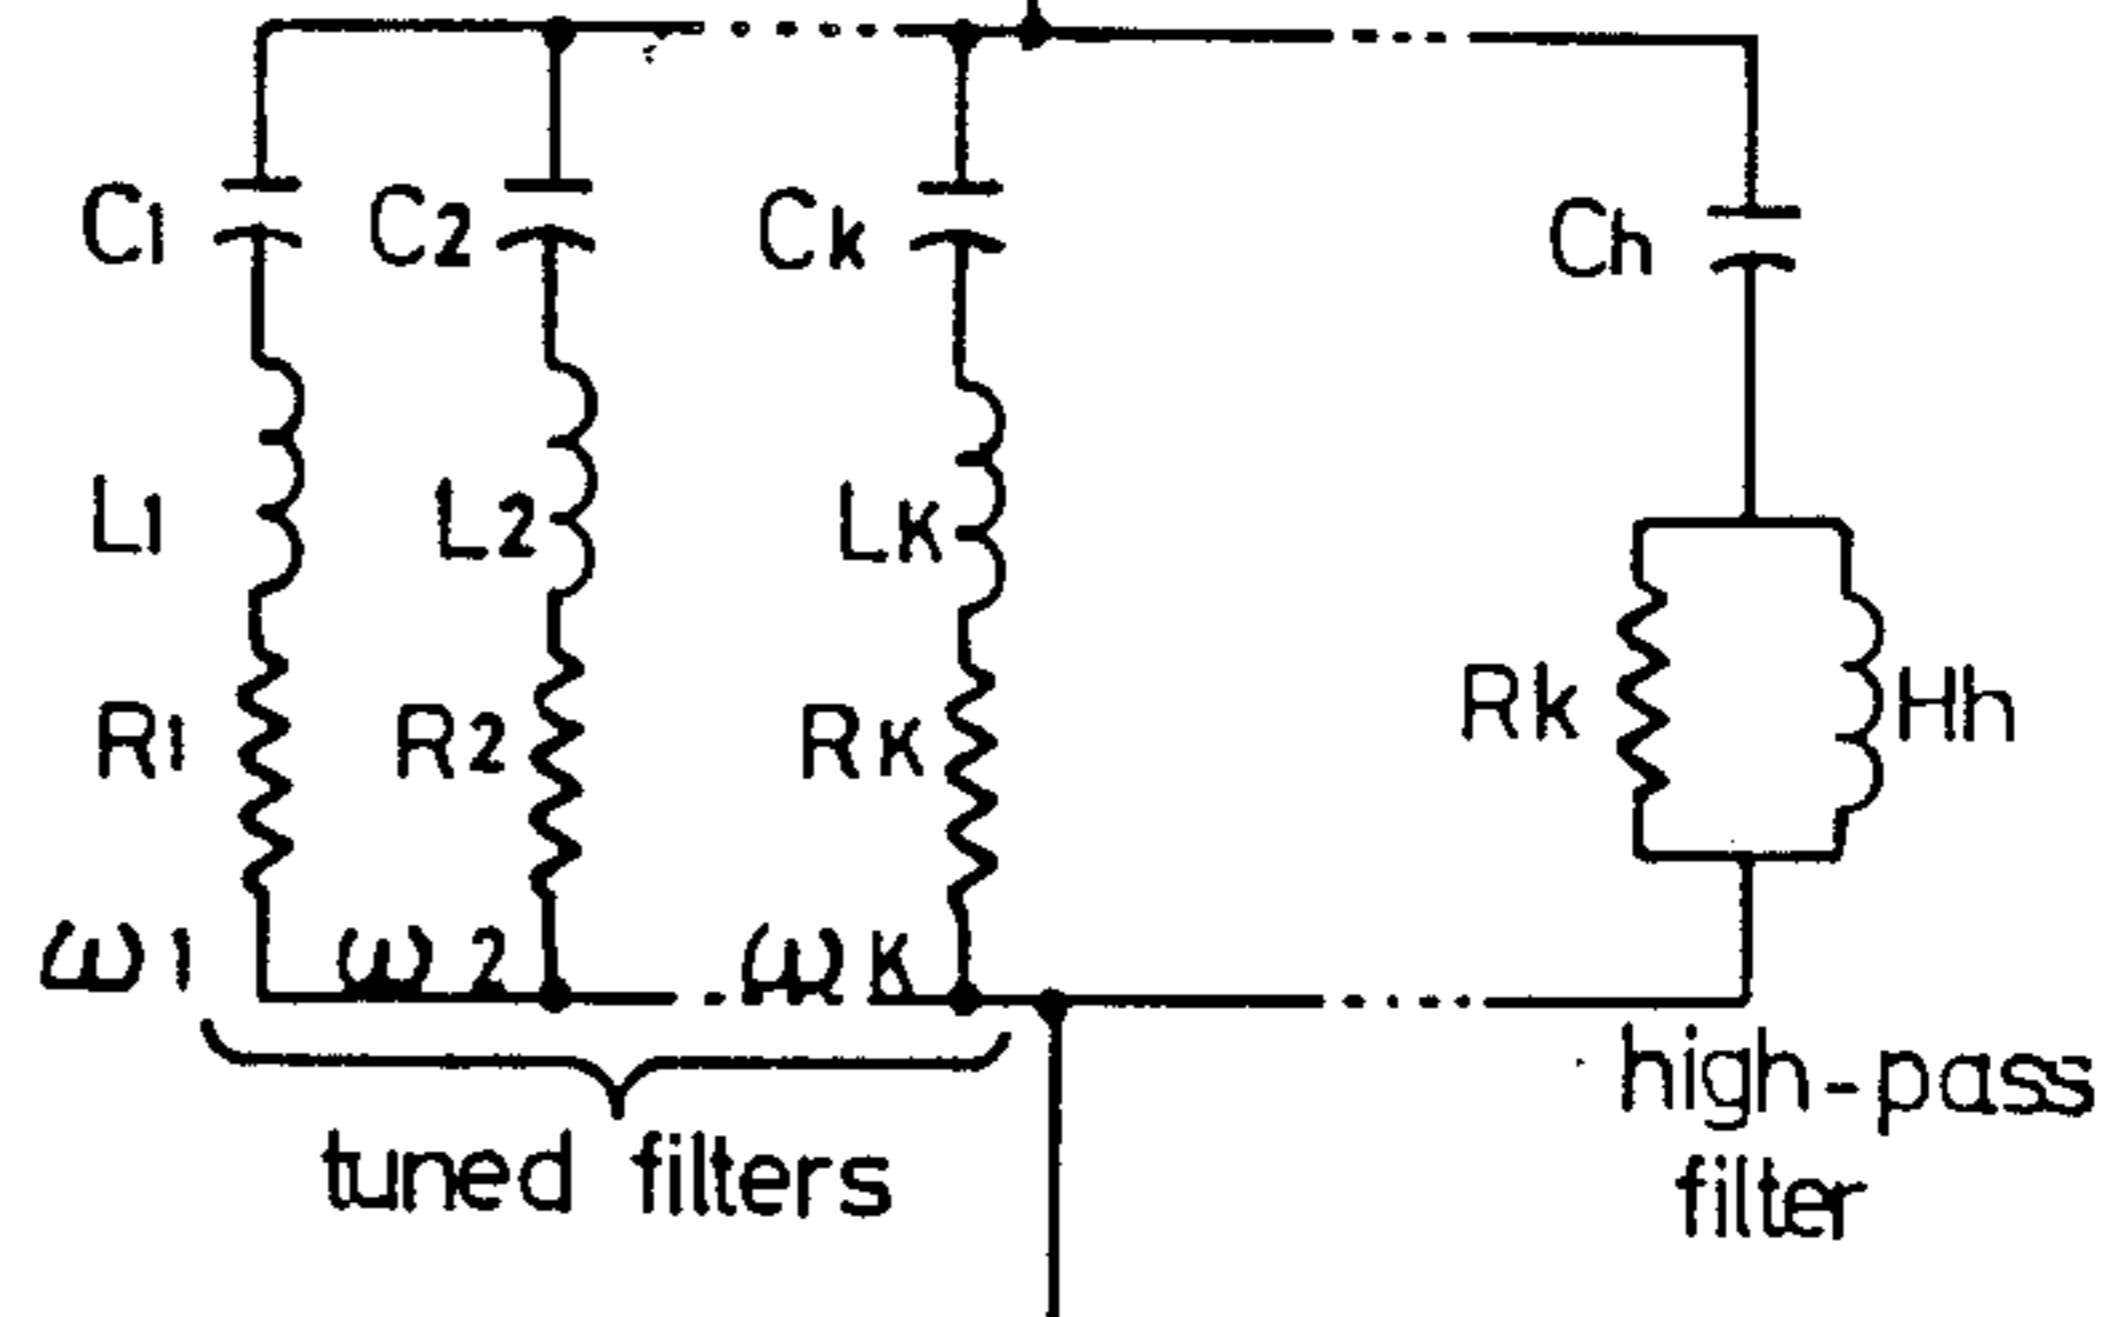 C1 C2 Ck Ch
L1 L2 LK
R1 R2 RK Rk Hh
ω1 ω2 ωK
tuned filters
high-pass
filter